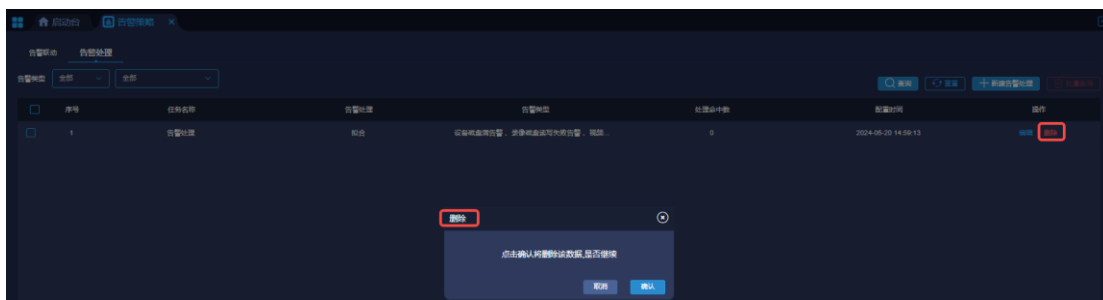 启动台 告警策略 ×
告警联动 告警处理
告警类型 全部 全部
查询 重置 新建告警处理 批量删除
序号 任务名称 告警处理 告警类型 处理命中数 配置时间 操作
1 告警处理 拟合 设备磁盘满告警，录像磁盘读写失败告警，视频... 0 2024-05-20 14:59:13 编辑 删除
删除
点击确认将删除该数据,是否继续
取消 确认